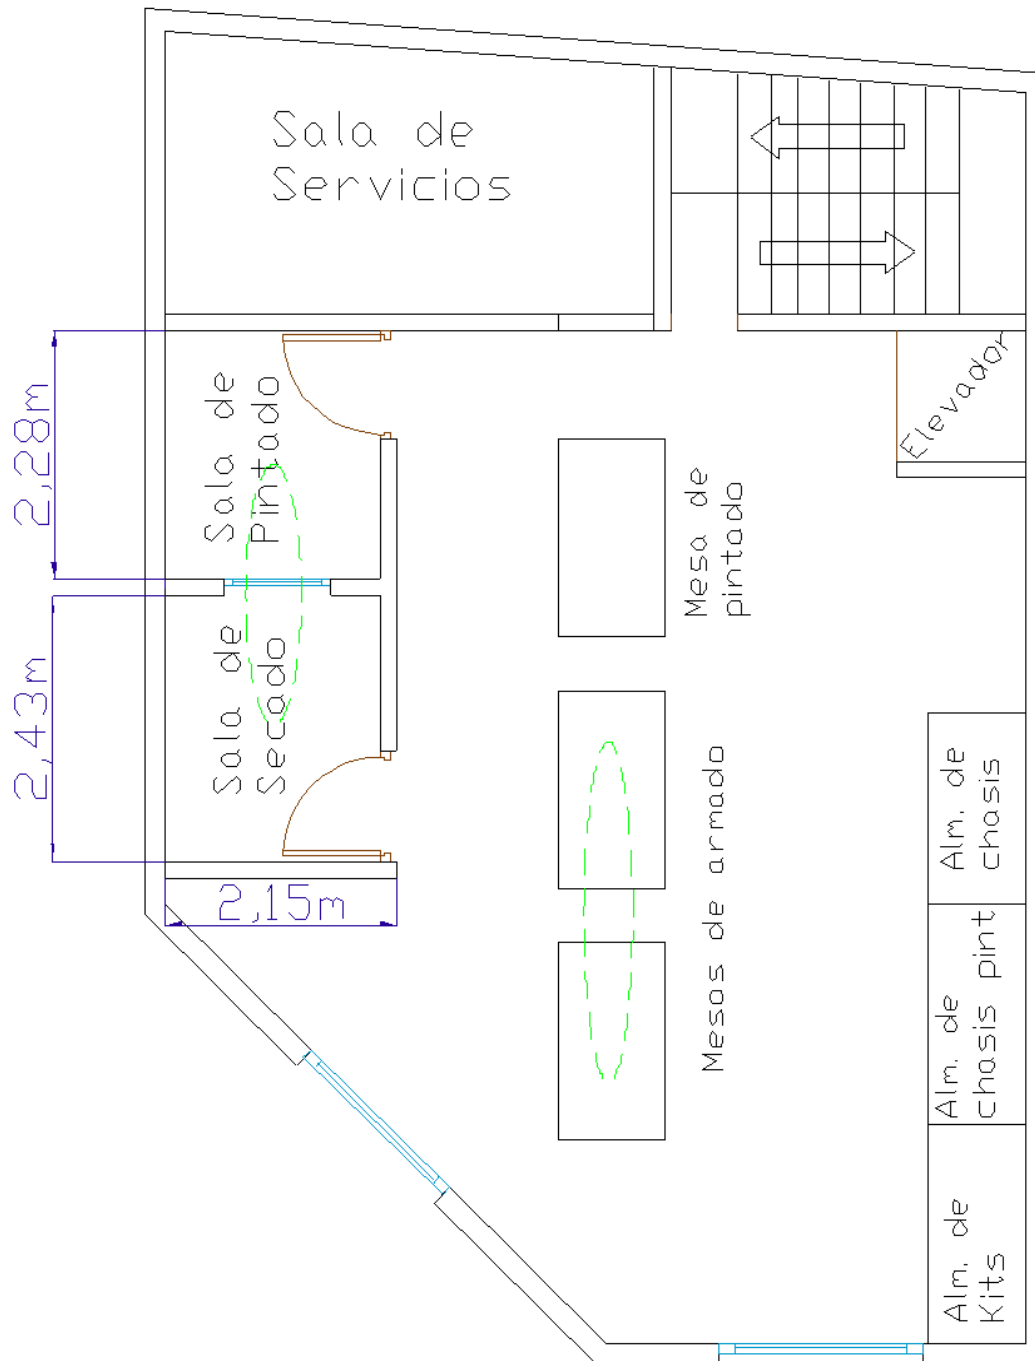 Sala de
Servicios
Elevador
2,28m
Sala de
Pintado
Mesa de
pintado
2,43m
Sala de
Secado
Mesas de armado
Alm. de
chasis
2,15m
Alm. de
chasis pint
Alm. de
Kits